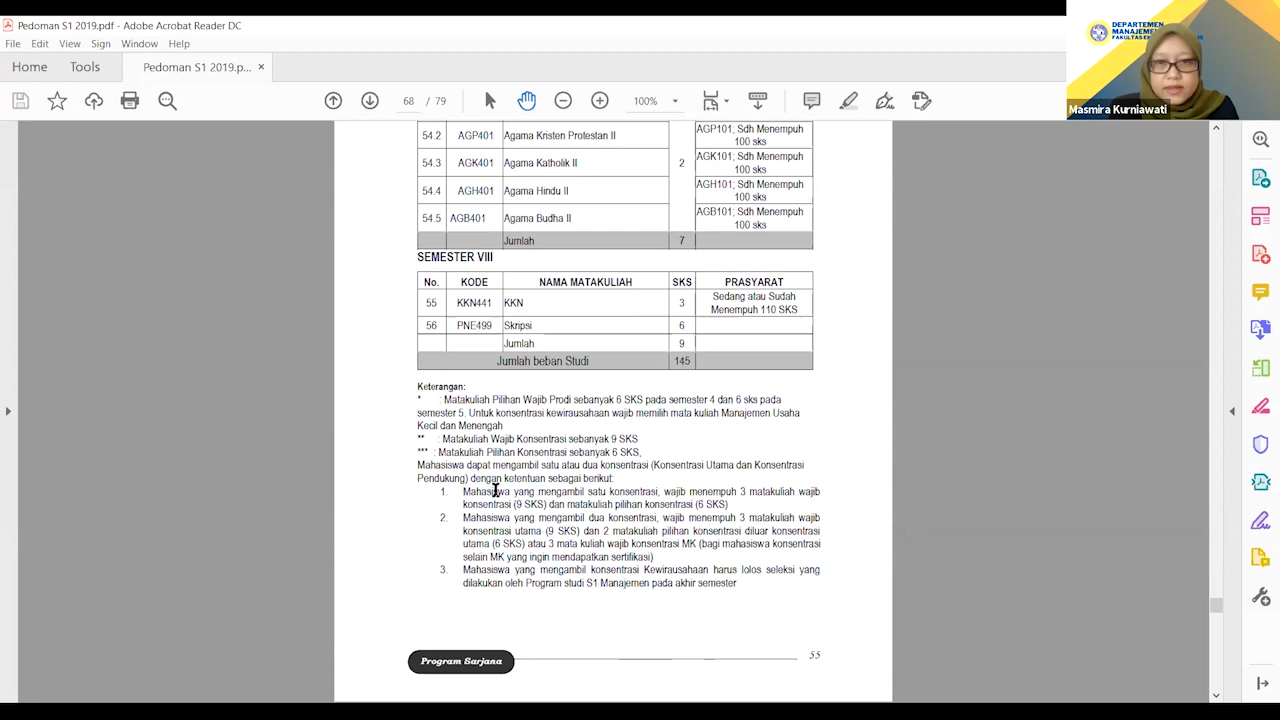 Pedoman S1 2019.pdf - Adobe Acrobat Reader DC
File Edit View Sign Window Help
Home Tools Pedoman S1 2019.p... ×
68 / 79 100%
DEPARTEMEN
MANAJEMEN
FAKULTAS
Masmira Kurniawati
54.2 AGP401 Agama Kristen Protestan II AGP101; Sdh Menempuh
100 sks
54.3 AGK401 Agama Katholik II 2 AGK101; Sdh Menempuh
100 sks
54.4 AGH401 Agama Hindu II AGH101; Sdh Menempuh
100 sks
54.5 AGB401 Agama Budha II AGB101; Sdh Menempuh
100 sks
Jumlah 7
SEMESTER VIII
No. KODE NAMA MATAKULIAH SKS PRASYARAT
55 KKN441 KKN 3 Sedang atau Sudah
Menempuh 110 SKS
56 PNE499 Skripsi 6
Jumlah 9
Jumlah beban Studi 145
Keterangan:
* : Matakuliah Pilihan Wajib Prodi sebanyak 6 SKS pada semester 4 dan 6 sks pada
semester 5. Untuk konsentrasi kewirausahaan wajib memilih mata kuliah Manajemen Usaha
Kecil dan Menengah
** : Matakuliah Wajib Konsentrasi sebanyak 9 SKS
*** : Matakuliah Pilihan Konsentrasi sebanyak 6 SKS,
Mahasiswa dapat mengambil satu atau dua konsentrasi (Konsentrasi Utama dan Konsentrasi
Pendukung) dengan ketentuan sebagai berikut:
1. Mahasiswa yang mengambil satu konsentrasi, wajib menempuh 3 matakuliah wajib
konsentrasi (9 SKS) dan matakuliah pilihan konsentrasi (6 SKS)
2. Mahasiswa yang mengambil dua konsentrasi, wajib menempuh 3 matakuliah wajib
konsentrasi utama (9 SKS) dan 2 matakuliah pilihan konsentrasi diluar konsentrasi
utama (6 SKS) atau 3 mata kuliah wajib konsentrasi MK (bagi mahasiswa konsentrasi
selain MK yang ingin mendapatkan sertifikasi)
3. Mahasiswa yang mengambil konsentrasi Kewirausahaan harus lolos seleksi yang
dilakukan oleh Program studi S1 Manajemen pada akhir semester
Program Sarjana 55